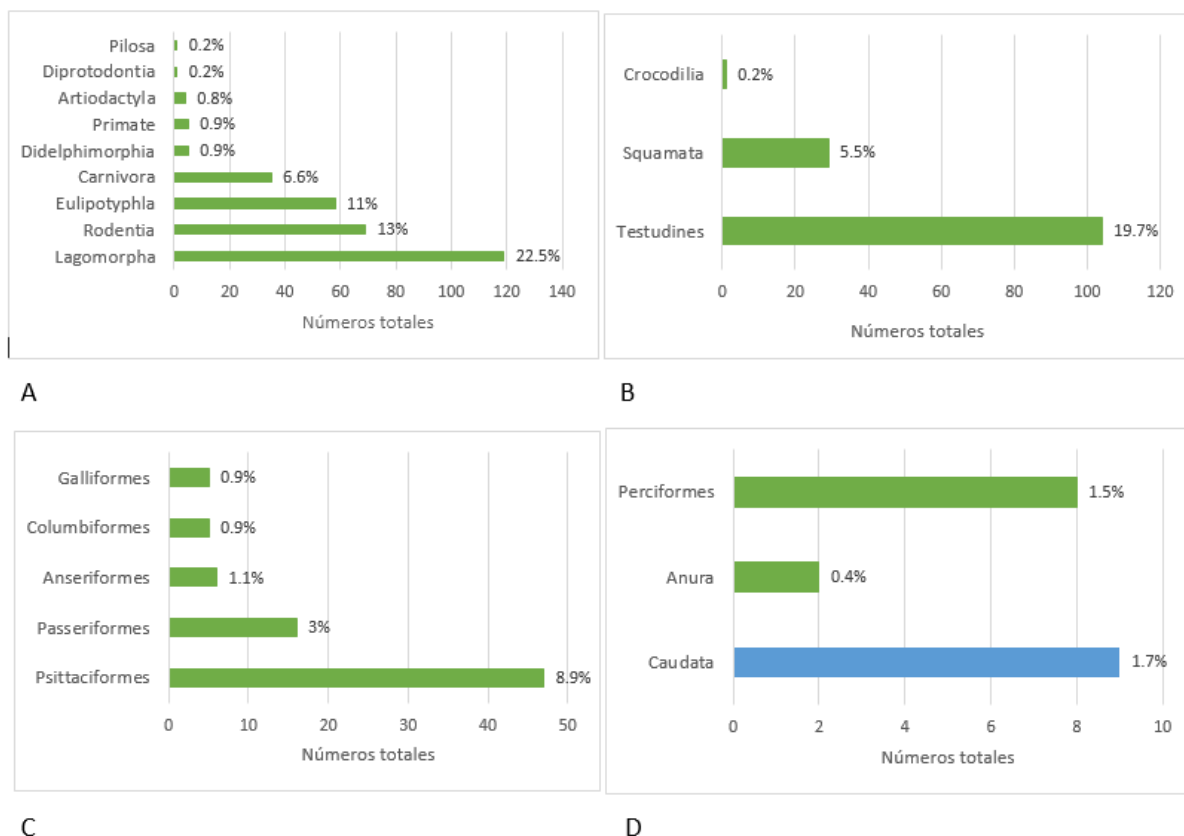 Pilosa 0.2%
Diprotodontia 0.2%
Artiodactyla 0.8%
Primate 0.9%
Didelphimorphia 0.9%
Carnivora 6.6%
Eulipotyphla 11%
Rodentia 13%
Lagomorpha 22.5%
0 20 40 60 80 100 120 140
Números totales
A
Crocodilia 0.2%
Squamata 5.5%
Testudines 19.7%
0 20 40 60 80 100 120
Números totales
B
Galliformes 0.9%
Columbiformes 0.9%
Anseriformes 1.1%
Passeriformes 3%
Psittaciformes 8.9%
0 10 20 30 40 50
Números totales
C
Perciformes 1.5%
Anura 0.4%
Caudata 1.7%
0 2 4 6 8 10
Números totales
D